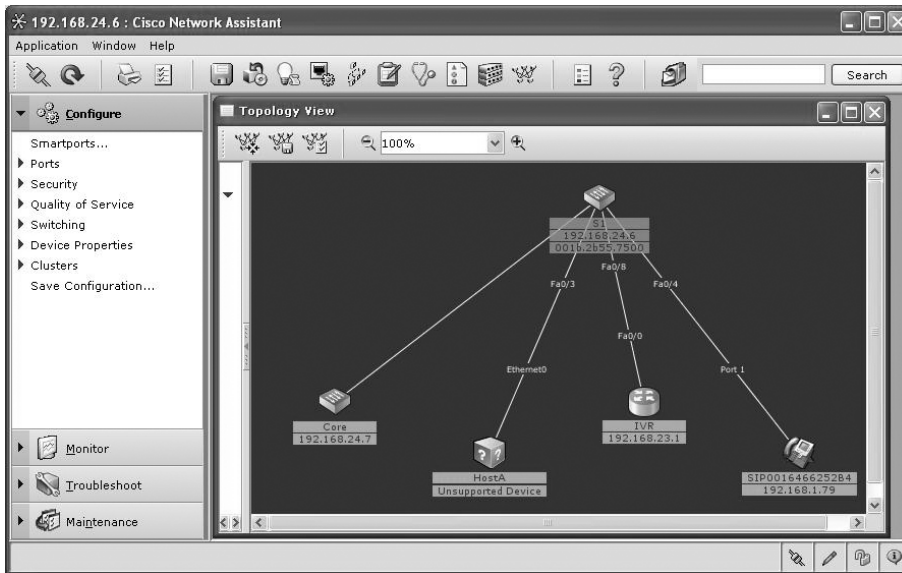 192.168.24.6 : Cisco Network Assistant
Application Window Help
Search
Configure
Smartports...
Ports
Security
Quality of Service
Switching
Device Properties
Clusters
Save Configuration...
Monitor
Troubleshoot
Maintenance
Topology View
100%
S1
192.168.24.6
001b.2b55.7500
Fa0/8
Fa0/3
Fa0/4
Fa0/0
Ethernet0
Port 1
Core
192.168.24.7
IVR
192.168.23.1
HostA
Unsupported Device
SIP0016466252B4
192.168.1.79